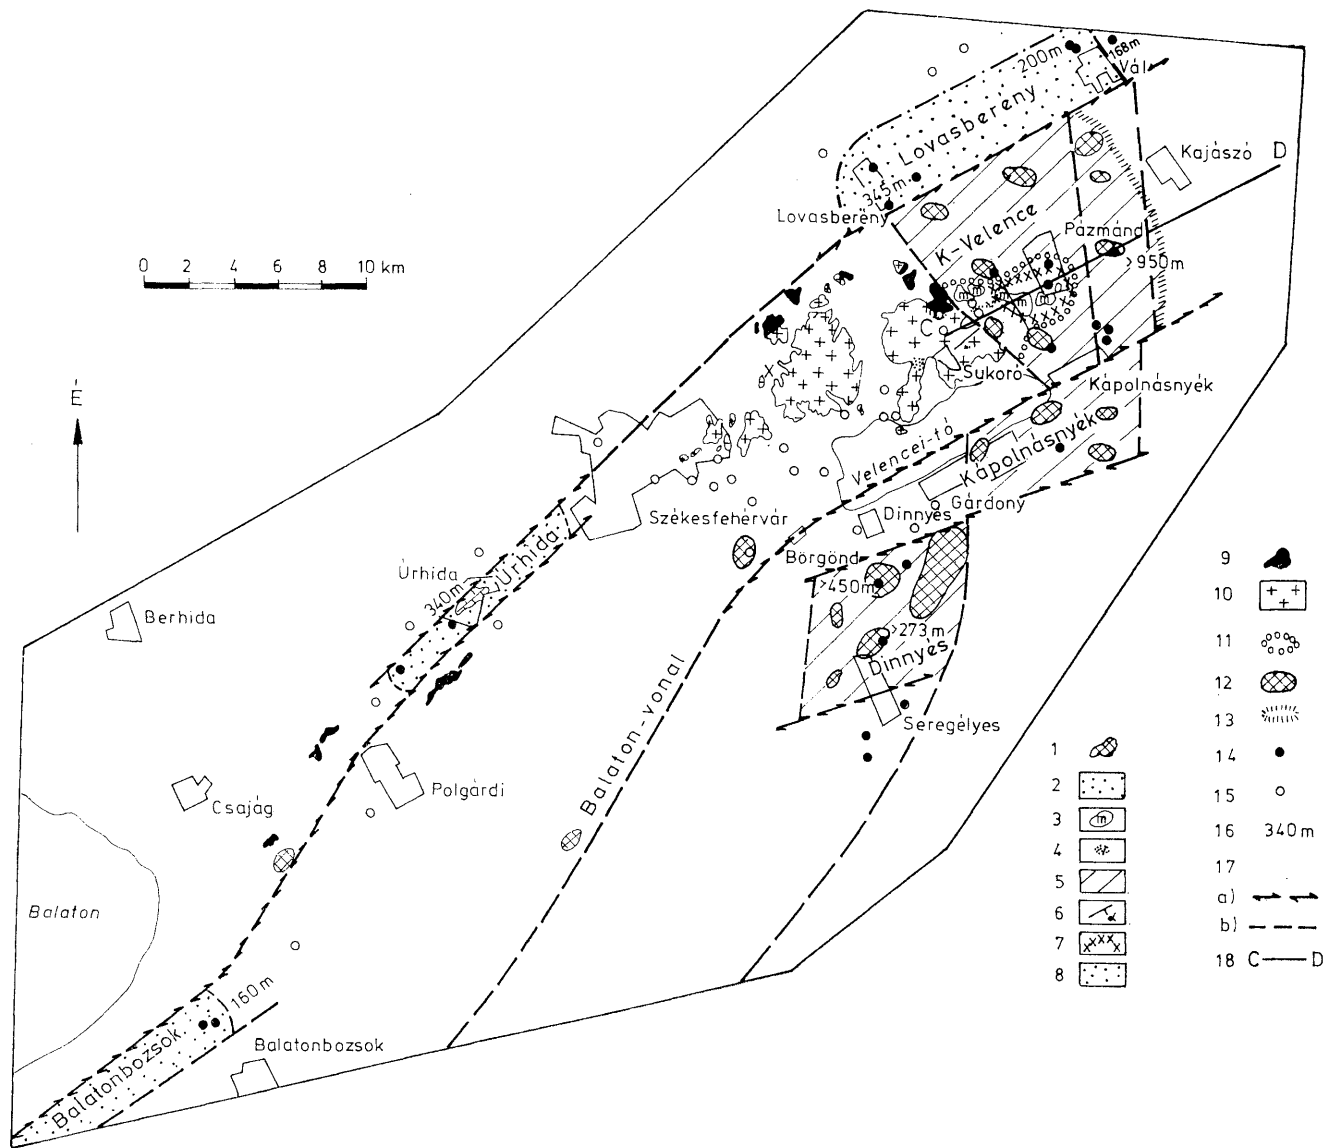 200m
168m
Vál
Lovasberény
345m
Lovasberény
Kajászó
D
K-Velence
Pázmánd
>950m
0 2 4 6 8 10 km
C
m m m m
Sukoró
Kápolnásnyék
É
Velencei-tó
Kápolnásnyék
Gárdony
Székesfehérvár
Dinnyés
Börgönd
Úrhida
Úrhida
340m
>450m
>273m
Dinnyés
Berhida
Seregélyes
Balaton-vonal
Polgárdi
Csajág
Balaton
160m
Balatonbozsok
Balatonbozsok
1
2
3 m
4
5
6
7
8
9
10
11
12
13
14
15
16 340m
17
a)
b)
18 C D